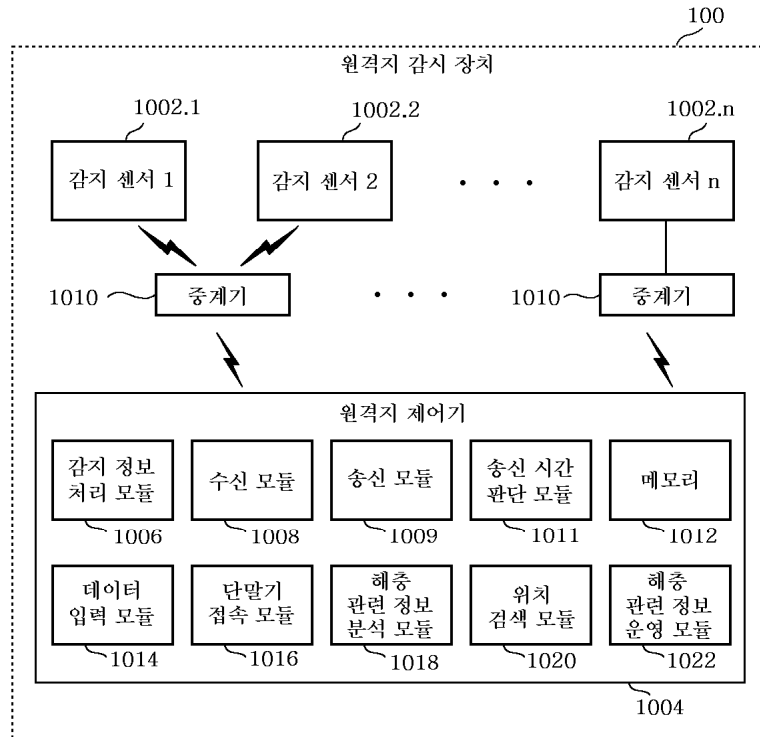 100
원격지 감시 장치
1002.1
1002.2
1002.n
감지 센서 1
감지 센서 2
감지 센서 n
1010
중계기
1010
중계기
원격지 제어기
감지 정보
처리 모듈
수신 모듈
송신 모듈
송신 시간
판단 모듈
메모리
1006
1008
1009
1011
1012
데이터
입력 모듈
단말기
접속 모듈
해충
관련 정보
분석 모듈
위치
검색 모듈
해충
관련 정보
운영 모듈
1014
1016
1018
1020
1022
1004